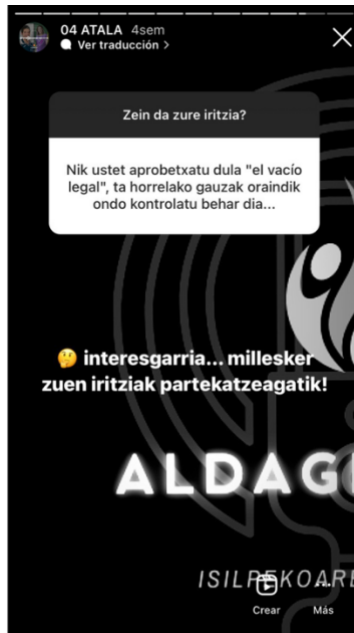 04 ATALA 4sem
Ver traducción >
Zein da zure iritzia?
Nik ustet aprobetxatu dula "el vacío
legal", ta horrelako gauzak oraindik
ondo kontrolatu behar dia...
🤔 interesgarria... millesker
zuen iritziak partekatzeagatik!
ALDAG
ISILPEKOARE
Crear Más